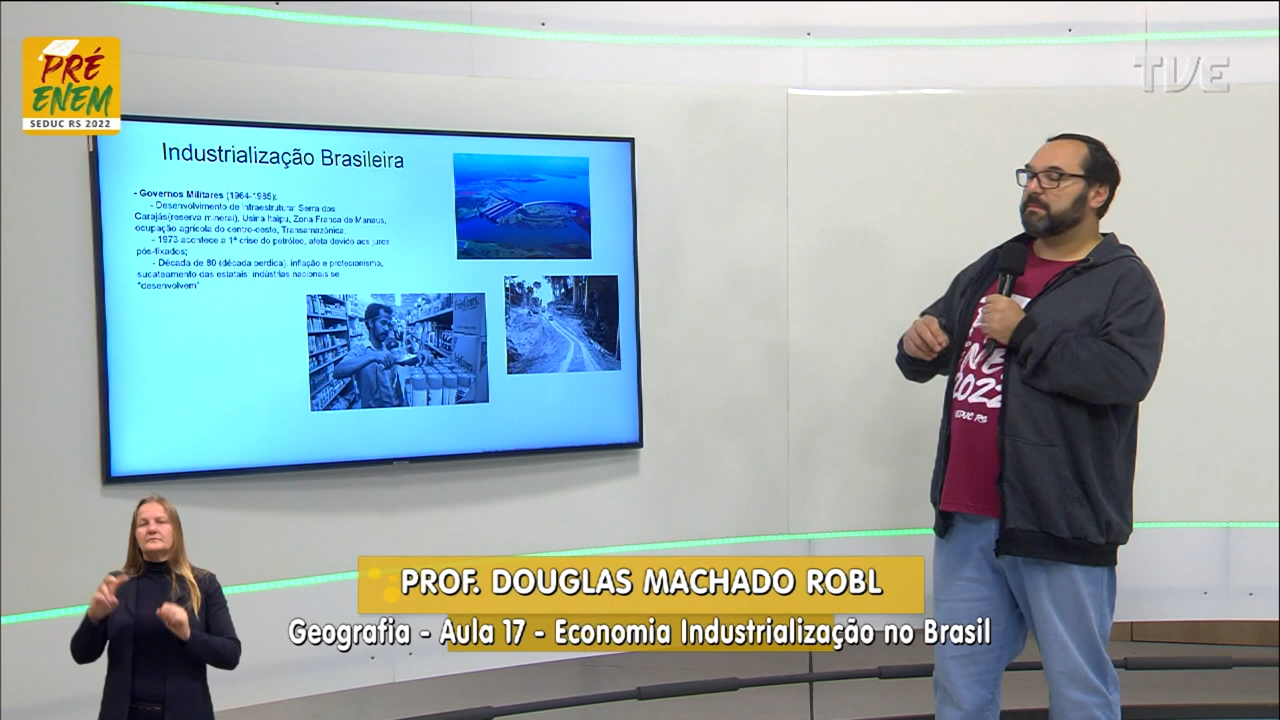 PRÉ
ENEM
SEDUC RS 2022
TVE
Industrialização Brasileira
- Governos Militares (1964-1985):
- Desenvolvimento de infraestrutura: Serra dos
Carajás(reserva mineral), Usina Itaipu, Zona Franca de Manaus,
ocupação agrícola do centro-oeste, Transamazônica;
- 1973 acontece a 1ª crise do petróleo, afeta devido aos juros
pós-fixados;
- Década de 80 (década perdida): inflação e protecionismo,
sucateamento das estatais; indústrias nacionais se
"desenvolvem"
2022
SEDUC RS
PROF. DOUGLAS MACHADO ROBL
Geografia - Aula 17 - Economia Industrialização no Brasil